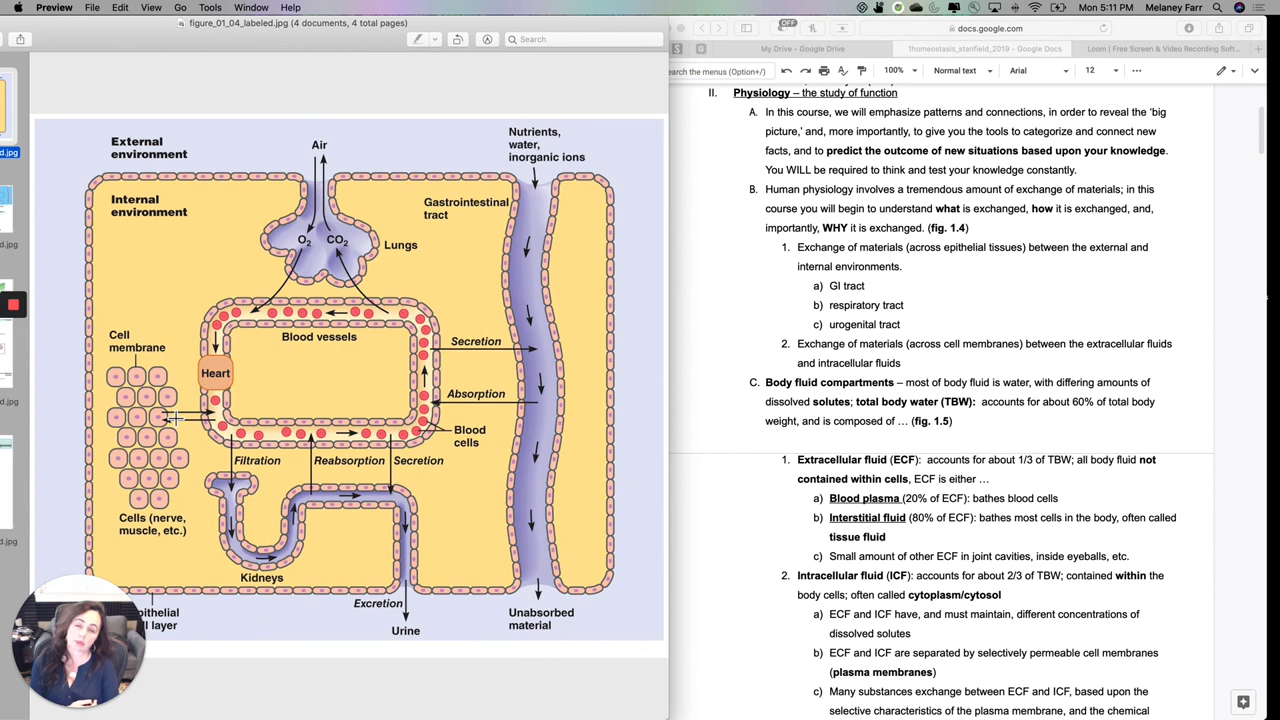 Preview File Edit View Go Tools Window Help
Mon 5:11 PM Melaney Farr
figure_01_04_labeled.jpg (4 documents, 4 total pages)
Search
OFF
docs.google.com
My Drive - Google Drive
1homeostasis_stanfield_2019 - Google Docs
Loom | Free Screen & Video Recording Soft...
earch the menus (Option+/)
100%
Normal text
Arial
12
d.jpg
d.jpg
d.jpg
d.jpg
d.jpg
External
environment
Internal
environment
Air
Nutrients,
water,
inorganic ions
Gastrointestinal
tract
O2 CO2
Lungs
Blood vessels
Cell
membrane
Heart
Secretion
Absorption
Blood
cells
Filtration
Reabsorption
Secretion
Cells (nerve,
muscle, etc.)
Kidneys
Excretion
Urine
Unabsorbed
material
pithelial
ll layer
II. Physiology – the study of function
A. In this course, we will emphasize patterns and connections, in order to reveal the 'big
picture,' and, more importantly, to give you the tools to categorize and connect new
facts, and to predict the outcome of new situations based upon your knowledge.
You WILL be required to think and test your knowledge constantly.
B. Human physiology involves a tremendous amount of exchange of materials; in this
course you will begin to understand what is exchanged, how it is exchanged, and,
importantly, WHY it is exchanged. (fig. 1.4)
1. Exchange of materials (across epithelial tissues) between the external and
internal environments.
a) GI tract
b) respiratory tract
c) urogenital tract
2. Exchange of materials (across cell membranes) between the extracellular fluids
and intracellular fluids
C. Body fluid compartments – most of body fluid is water, with differing amounts of
dissolved solutes; total body water (TBW): accounts for about 60% of total body
weight, and is composed of … (fig. 1.5)
1. Extracellular fluid (ECF): accounts for about 1/3 of TBW; all body fluid not
contained within cells, ECF is either …
a) Blood plasma (20% of ECF): bathes blood cells
b) Interstitial fluid (80% of ECF): bathes most cells in the body, often called
tissue fluid
c) Small amount of other ECF in joint cavities, inside eyeballs, etc.
2. Intracellular fluid (ICF): accounts for about 2/3 of TBW; contained within the
body cells; often called cytoplasm/cytosol
a) ECF and ICF have, and must maintain, different concentrations of
dissolved solutes
b) ECF and ICF are separated by selectively permeable cell membranes
(plasma membranes)
c) Many substances exchange between ECF and ICF, based upon the
selective characteristics of the plasma membrane, and the chemical